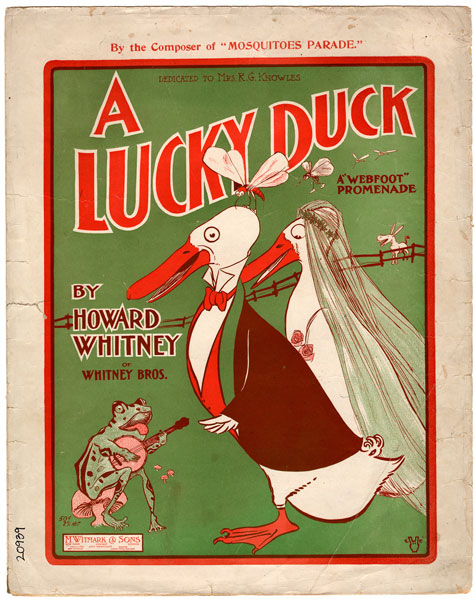 By the Composer of "MOSQUITOES PARADE."
DEDICATED TO MRS. R. G. KNOWLES
A
LUCKY DUCK
A "WEBFOOT"
PROMENADE
BY
HOWARD
WHITNEY
OF
WHITNEY BROS.
M. WITMARK & SONS
20939